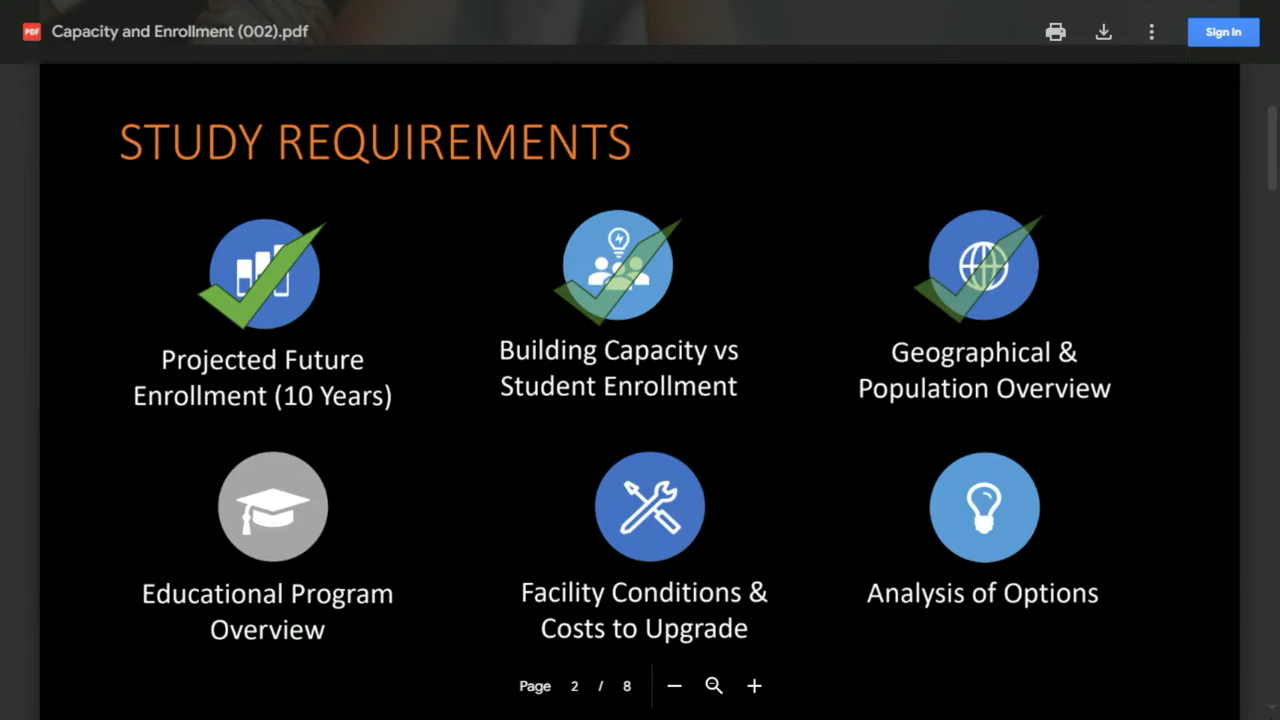 PDF
Capacity and Enrollment (002).pdf
Sign In
STUDY REQUIREMENTS
Projected Future
Enrollment (10 Years)
Building Capacity vs
Student Enrollment
Geographical &
Population Overview
Educational Program
Overview
Facility Conditions &
Costs to Upgrade
Analysis of Options
Page 2 / 8